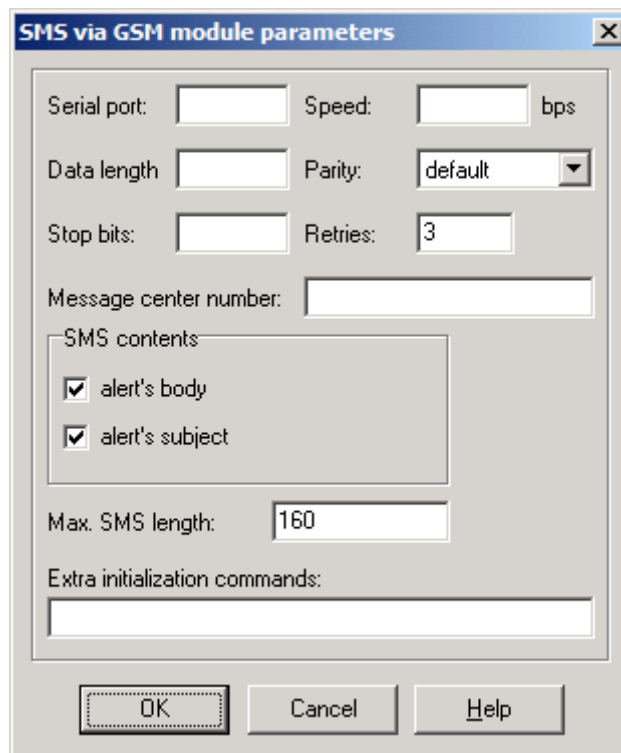 SMS via GSM module parameters
Serial port: Speed: bps
Data length Parity: default
Stop bits: Retries: 3
Message center number:
SMS contents
alert's body
alert's subject
Max. SMS length: 160
Extra initialization commands:
OK Cancel Help